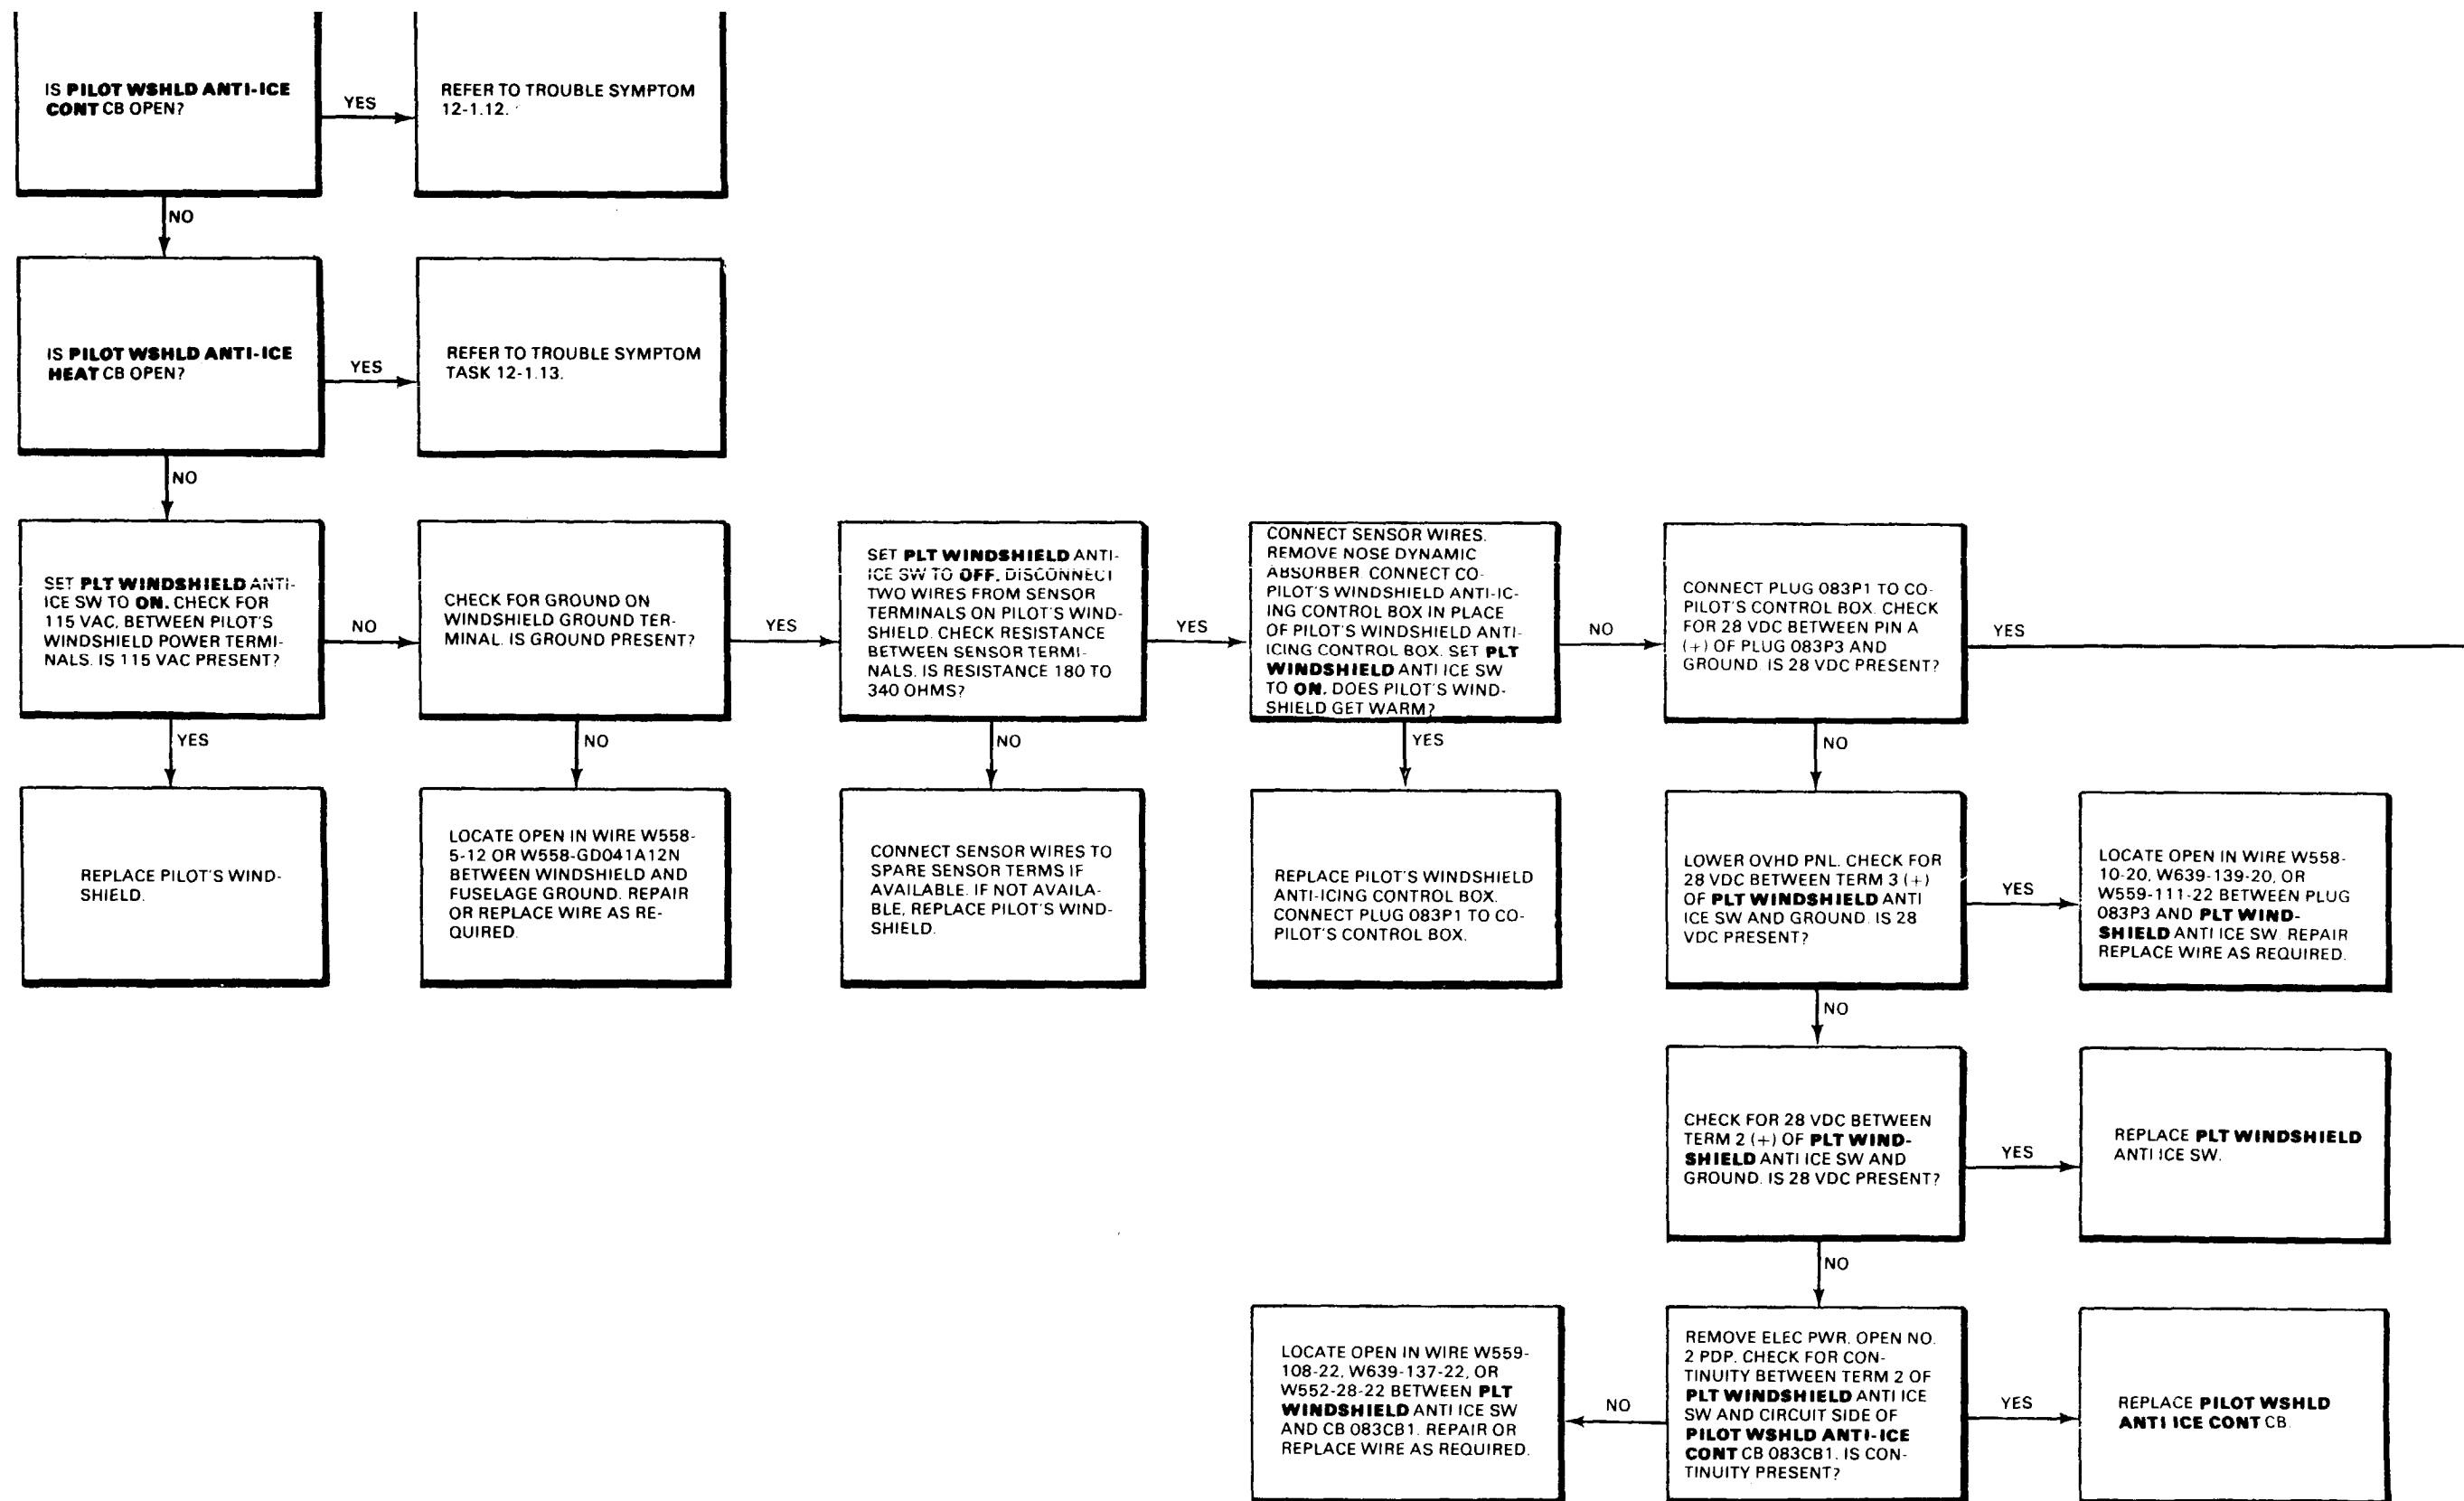 IS PILOT WSHLD ANTI-ICE
CONT CB OPEN?
YES
REFER TO TROUBLE SYMPTOM
12-1.12.
NO
IS PILOT WSHLD ANTI-ICE
HEAT CB OPEN?
YES
REFER TO TROUBLE SYMPTOM
TASK 12-1.13.
NO
SET PLT WINDSHIELD ANTI-
ICE SW TO ON. CHECK FOR
115 VAC, BETWEEN PILOT'S
WINDSHIELD POWER TERMI-
NALS. IS 115 VAC PRESENT?
NO
CHECK FOR GROUND ON
WINDSHIELD GROUND TER-
MINAL. IS GROUND PRESENT?
YES
SET PLT WINDSHIELD ANTI-
ICE SW TO OFF. DISCONNECT
TWO WIRES FROM SENSOR
TERMINALS ON PILOT'S WIND-
SHIELD. CHECK RESISTANCE
BETWEEN SENSOR TERMI-
NALS. IS RESISTANCE 180 TO
340 OHMS?
YES
CONNECT SENSOR WIRES.
REMOVE NOSE DYNAMIC
ABSORBER. CONNECT CO-
PILOT'S WINDSHIELD ANTI-IC-
ING CONTROL BOX IN PLACE
OF PILOT'S WINDSHIELD ANTI-
ICING CONTROL BOX. SET PLT
WINDSHIELD ANTI ICE SW
TO ON. DOES PILOT'S WIND-
SHIELD GET WARM?
NO
CONNECT PLUG 083P1 TO CO-
PILOT'S CONTROL BOX. CHECK
FOR 28 VDC BETWEEN PIN A
(+) OF PLUG 083P3 AND
GROUND. IS 28 VDC PRESENT?
YES
YES
REPLACE PILOT'S WIND-
SHIELD.
NO
LOCATE OPEN IN WIRE W558-
5-12 OR W558-GD041A12N
BETWEEN WINDSHIELD AND
FUSELAGE GROUND. REPAIR
OR REPLACE WIRE AS RE-
QUIRED.
NO
CONNECT SENSOR WIRES TO
SPARE SENSOR TERMS IF
AVAILABLE. IF NOT AVAILA-
BLE, REPLACE PILOT'S WIND-
SHIELD.
YES
REPLACE PILOT'S WINDSHIELD
ANTI-ICING CONTROL BOX.
CONNECT PLUG 083P1 TO CO-
PILOT'S CONTROL BOX.
NO
LOWER OVHD PNL. CHECK FOR
28 VDC BETWEEN TERM 3 (+)
OF PLT WINDSHIELD ANTI
ICE SW AND GROUND. IS 28
VDC PRESENT?
YES
LOCATE OPEN IN WIRE W558-
10-20, W639-139-20, OR
W559-111-22 BETWEEN PLUG
083P3 AND PLT WIND-
SHIELD ANTI ICE SW. REPAIR
REPLACE WIRE AS REQUIRED.
NO
CHECK FOR 28 VDC BETWEEN
TERM 2 (+) OF PLT WIND-
SHIELD ANTI ICE SW AND
GROUND. IS 28 VDC PRESENT?
YES
REPLACE PLT WINDSHIELD
ANTI ICE SW.
NO
REMOVE ELEC PWR. OPEN NO.
2 PDP. CHECK FOR CON-
TINUITY BETWEEN TERM 2 OF
PLT WINDSHIELD ANTI ICE
SW AND CIRCUIT SIDE OF
PILOT WSHLD ANTI-ICE
CONT CB 083CB1. IS CON-
TINUITY PRESENT?
NO
LOCATE OPEN IN WIRE W559-
108-22, W639-137-22, OR
W552-28-22 BETWEEN PLT
WINDSHIELD ANTI ICE SW
AND CB 083CB1. REPAIR OR
REPLACE WIRE AS REQUIRED.
YES
REPLACE PILOT WSHLD
ANTI ICE CONT CB.